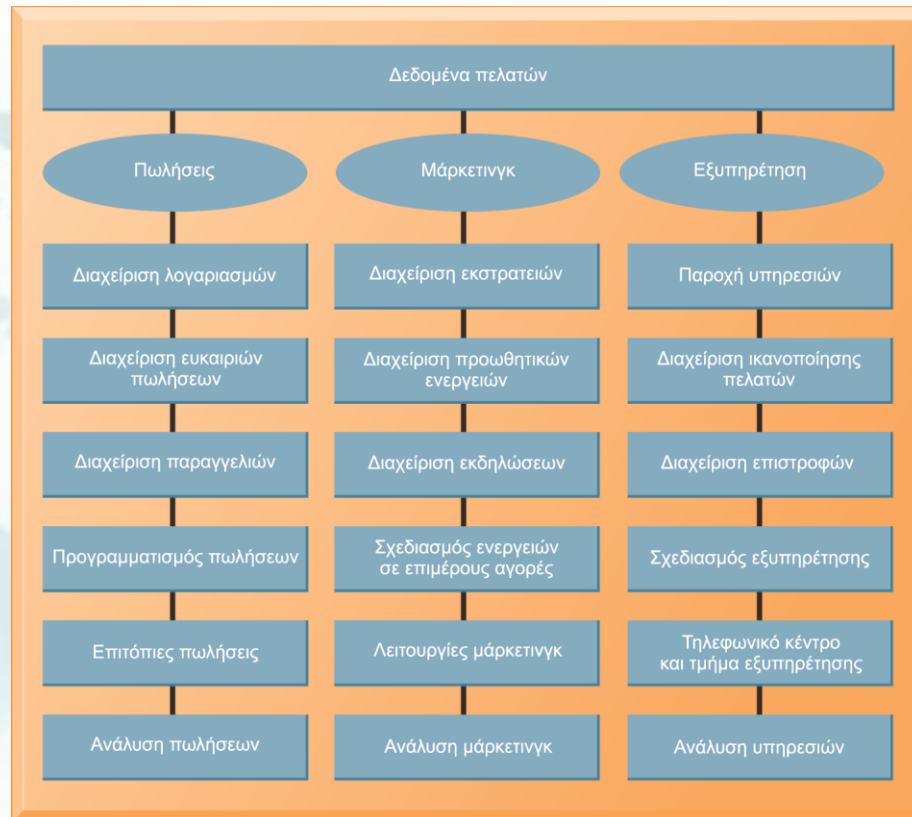 Δεδομένα πελατών
Πωλήσεις
Μάρκετινγκ
Εξυπηρέτηση
Διαχείριση λογαριασμών
Διαχείριση εκστρατειών
Παροχή υπηρεσιών
Διαχείριση ευκαιριών
πωλήσεων
Διαχείριση προωθητικών
ενεργειών
Διαχείριση ικανοποίησης
πελατών
Διαχείριση παραγγελιών
Διαχείριση εκδηλώσεων
Διαχείριση επιστροφών
Προγραμματισμός πωλήσεων
Σχεδιασμός ενεργειών
σε επιμέρους αγορές
Σχεδιασμός εξυπηρέτησης
Επιτόπιες πωλήσεις
Λειτουργίες μάρκετινγκ
Τηλεφωνικό κέντρο
και τμήμα εξυπηρέτησης
Ανάλυση πωλήσεων
Ανάλυση μάρκετινγκ
Ανάλυση υπηρεσιών